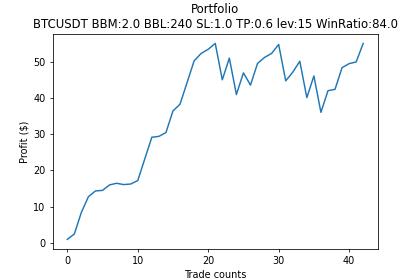 Portfolio
BTCUSDT BBM:2.0 BBL:240 SL:1.0 TP:0.6 lev:15 WinRatio:84.0
50
40
30
20
10
0
Profit ($)
0 10 20 30 40
Trade counts